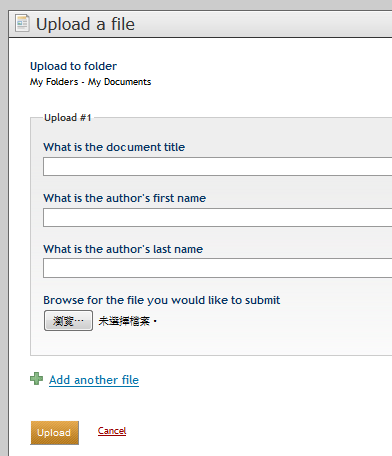 Upload a file
Upload to folder
My Folders - My Documents
Upload #1
What is the document title
What is the author's first name
What is the author's last name
Browse for the file you would like to submit
瀏覽⋯ 未選擇檔案。
Add another file
Upload Cancel